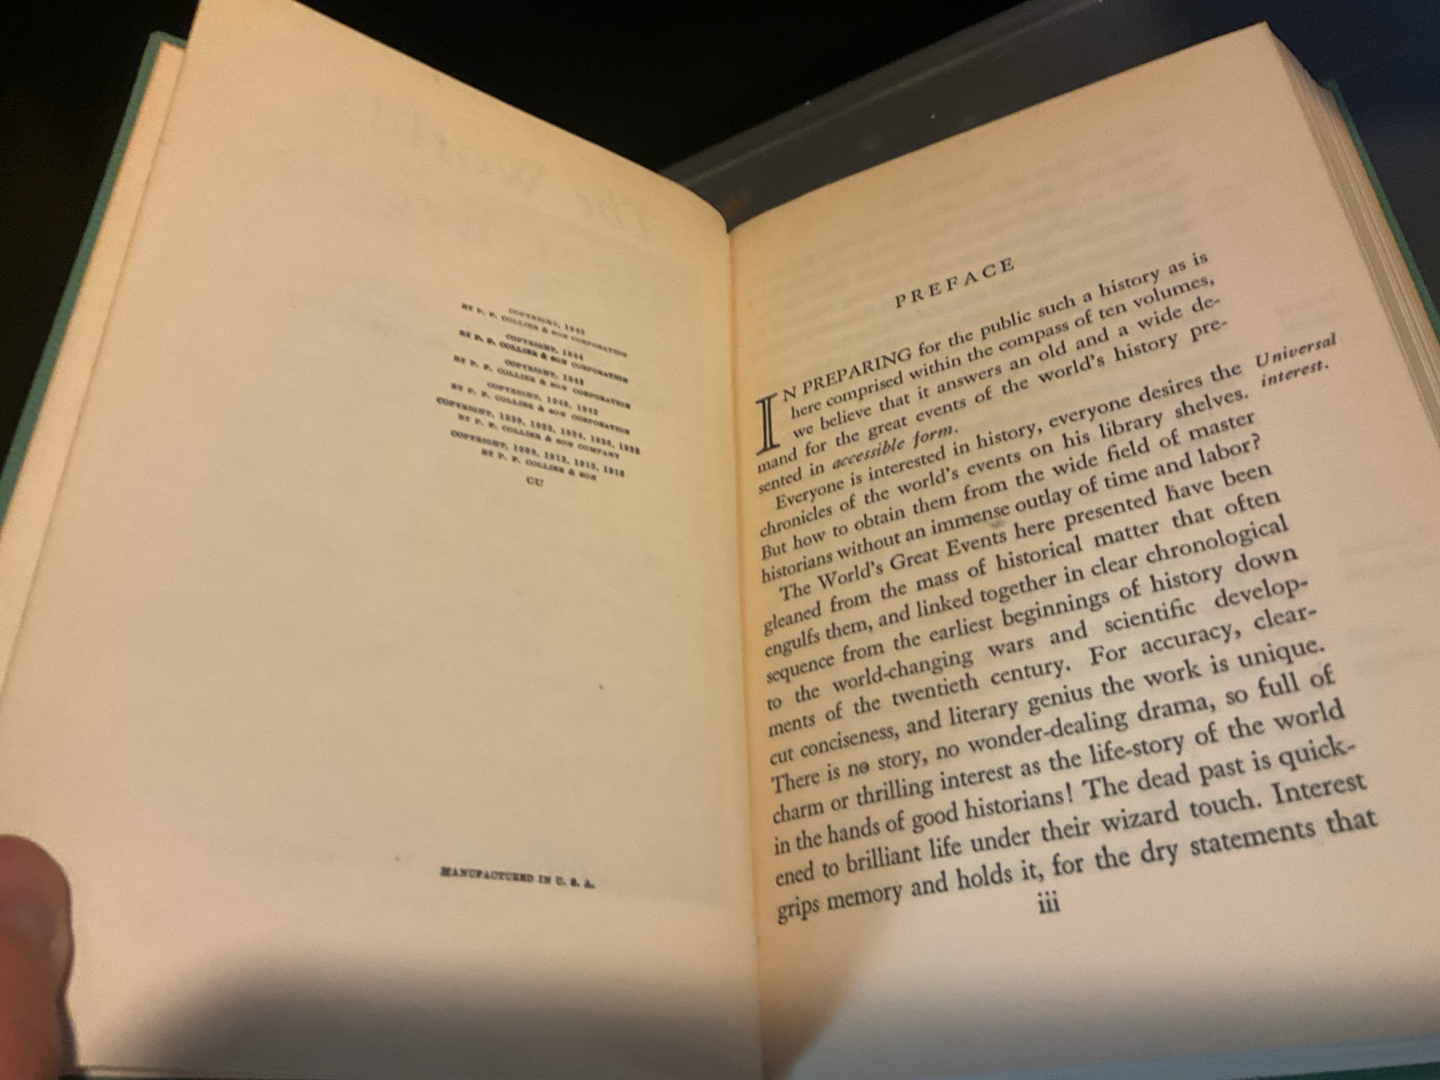 COPYRIGHT, 1945
BY P. F. COLLIER & SON CORPORATION
COPYRIGHT, 1944
BY P. F. COLLIER & SON CORPORATION
COPYRIGHT, 1943
BY P. F. COLLIER & SON CORPORATION
COPYRIGHT, 1940, 1942
BY P. F. COLLIER & SON CORPORATION
COPYRIGHT,
BY P. F. COLLIER & SON COMPANY
COPYRIGHT, 1913, 1915, 1916
BY P. F. COLLIER & SON
CU
MANUFACTURED IN U. S. A.
PREFACE
IN PREPARING for the public such a history as is
here comprised within the compass of ten volumes,
we believe that it answers an old and a wide de-
mand for the great events of the world's history pre-
sented in accessible form.
Everyone is interested in history, everyone desires the
chronicles of the world's events on his library shelves.
But how to obtain them from the wide field of master
historians without an immense outlay of time and labor?
The World's Great Events here presented have been
gleaned from the mass of historical matter that often
engulfs them, and linked together in clear chronological
sequence from the earliest beginnings of history down
to the world-changing wars and scientific develop-
ments of the twentieth century. For accuracy, clear-
cut conciseness, and literary genius the work is unique.
There is no story, no wonder-dealing drama, so full of
charm or thrilling interest as the life-story of the world
in the hands of good historians! The dead past is quick-
ened to brilliant life under their wizard touch. Interest
grips memory and holds it, for the dry statements that
Universal
interest.
iii